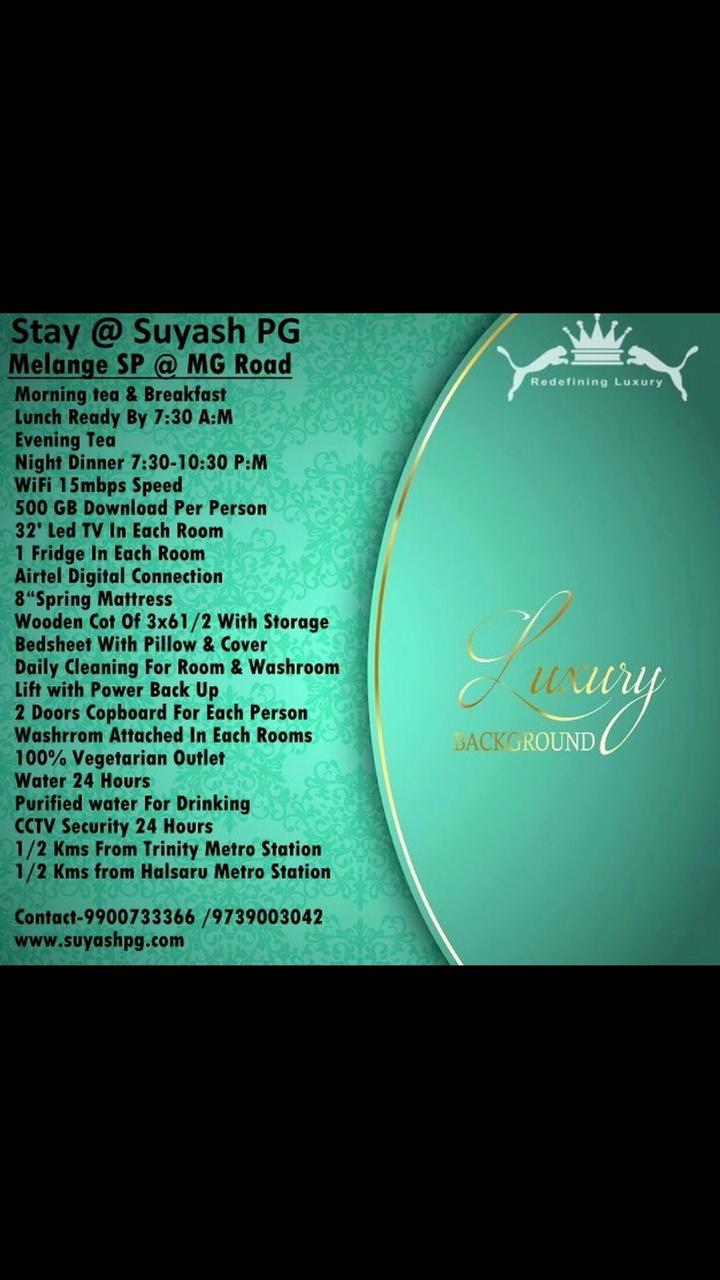 Stay @ Suyash PG
Melange SP @ MG Road
Morning tea & Breakfast
Lunch Ready By 7:30 A:M
Evening Tea
Night Dinner 7:30-10:30 P:M
WiFi 15mbps Speed
500 GB Download Per Person
32' Led TV In Each Room
1 Fridge In Each Room
Airtel Digital Connection
8“Spring Mattress
Wooden Cot Of 3x61/2 With Storage
Bedsheet With Pillow & Cover
Daily Cleaning For Room & Washroom
Lift with Power Back Up
2 Doors Copboard For Each Person
Washrrom Attached In Each Rooms
100% Vegetarian Outlet
Water 24 Hours
Purified water For Drinking
CCTV Security 24 Hours
1/2 Kms From Trinity Metro Station
1/2 Kms from Halsaru Metro Station
Contact-9900733366 /9739003042
www.suyashpg.com
Redefining Luxury
Luxury
BACKGROUND